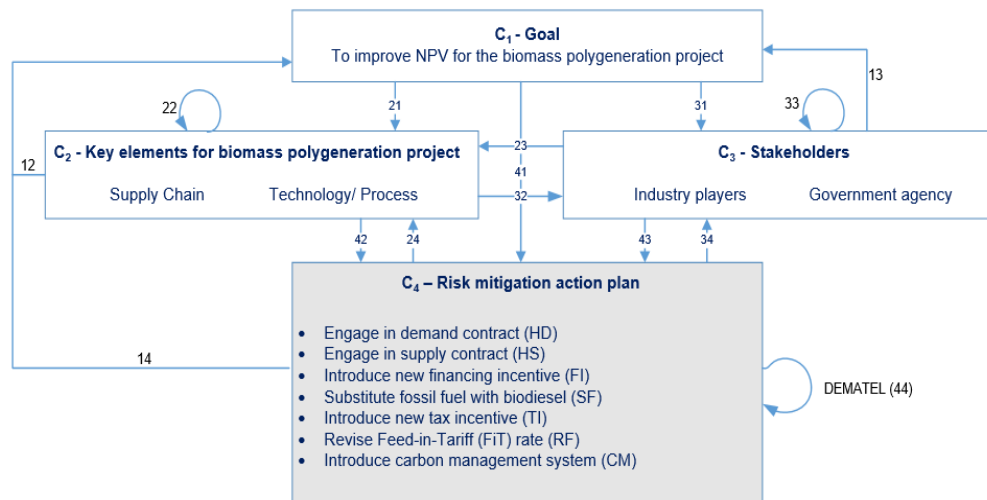 C1 - Goal
To improve NPV for the biomass polygeneration project
13
21
31
22
33
12
C2 - Key elements for biomass polygeneration project
Supply Chain Technology/ Process
23
41
32
C3 - Stakeholders
Industry players Government agency
42
24
43
34
C4 – Risk mitigation action plan
• Engage in demand contract (HD)
• Engage in supply contract (HS)
• Introduce new financing incentive (FI)
• Substitute fossil fuel with biodiesel (SF)
• Introduce new tax incentive (TI)
• Revise Feed-in-Tariff (FiT) rate (RF)
• Introduce carbon management system (CM)
14
DEMATEL (44)